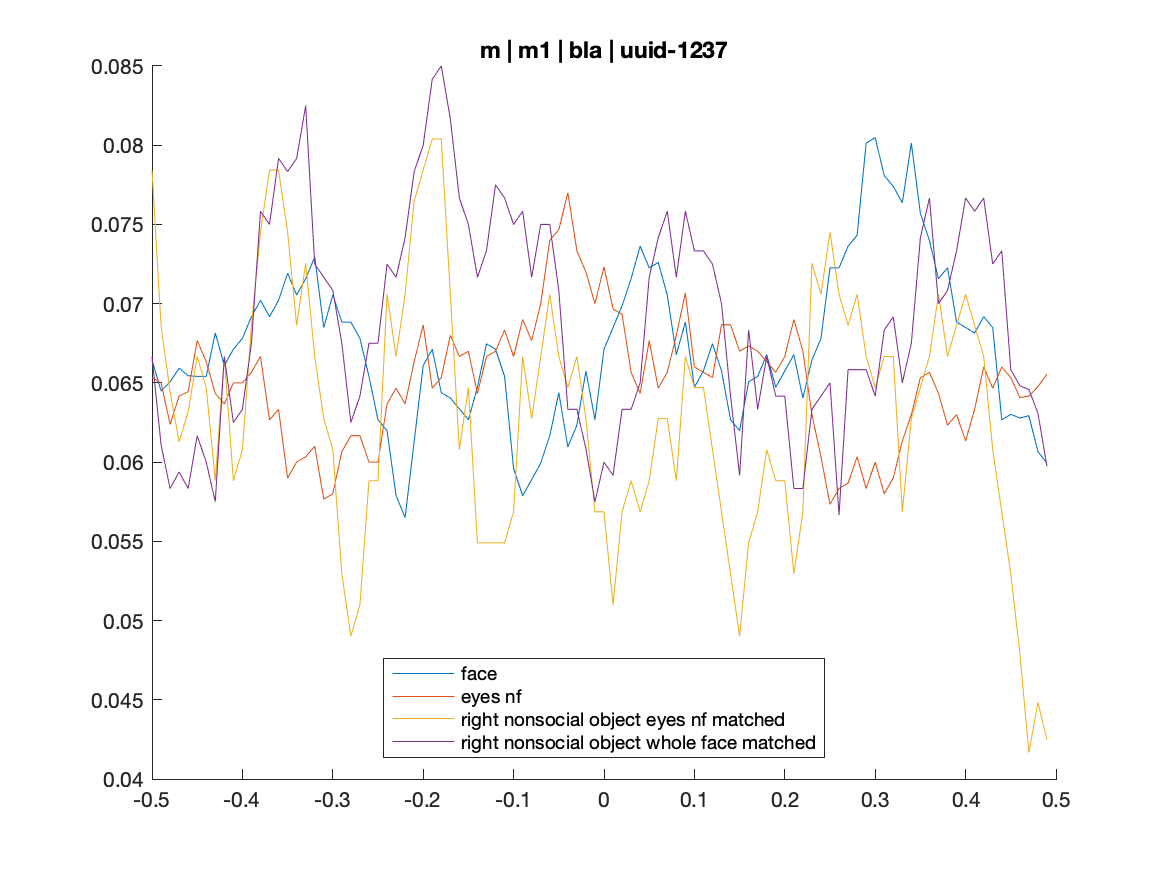 m | m1 | bla | uuid-1237
0.085
0.08
0.075
0.07
0.065
0.06
0.055
0.05
0.045
0.04
face
eyes nf
right nonsocial object eyes nf matched
right nonsocial object whole face matched
-0.5 -0.4 -0.3 -0.2 -0.1 0 0.1 0.2 0.3 0.4 0.5